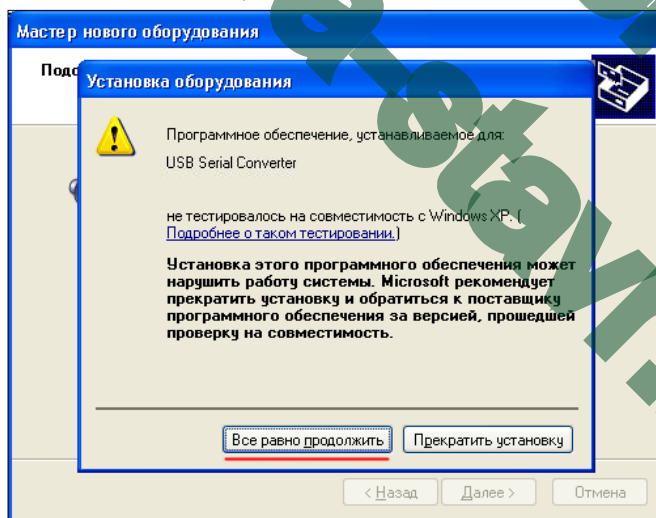 Мастер нового оборудования
Подо
Установка оборудования
Программное обеспечение, устанавливаемое для:
USB Serial Converter
не тестировалось на совместимость с Windows XP. (
Подробнее о таком тестировании.)
Установка этого программного обеспечения может
нарушить работу системы. Microsoft рекомендует
прекратить установку и обратиться к поставщику
программного обеспечения за версией, прошедшей
проверку на совместимость.
Все равно продолжить
Прекратить установку
< Назад
Далее >
Отмена